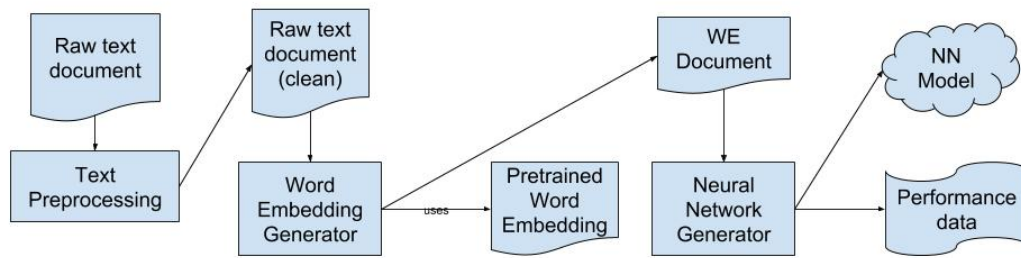 Raw text
document
Text
Preprocessing
Raw text
document
(clean)
Word
Embedding
Generator
uses
Pretrained
Word
Embedding
WE
Document
Neural
Network
Generator
NN
Model
Performance
data